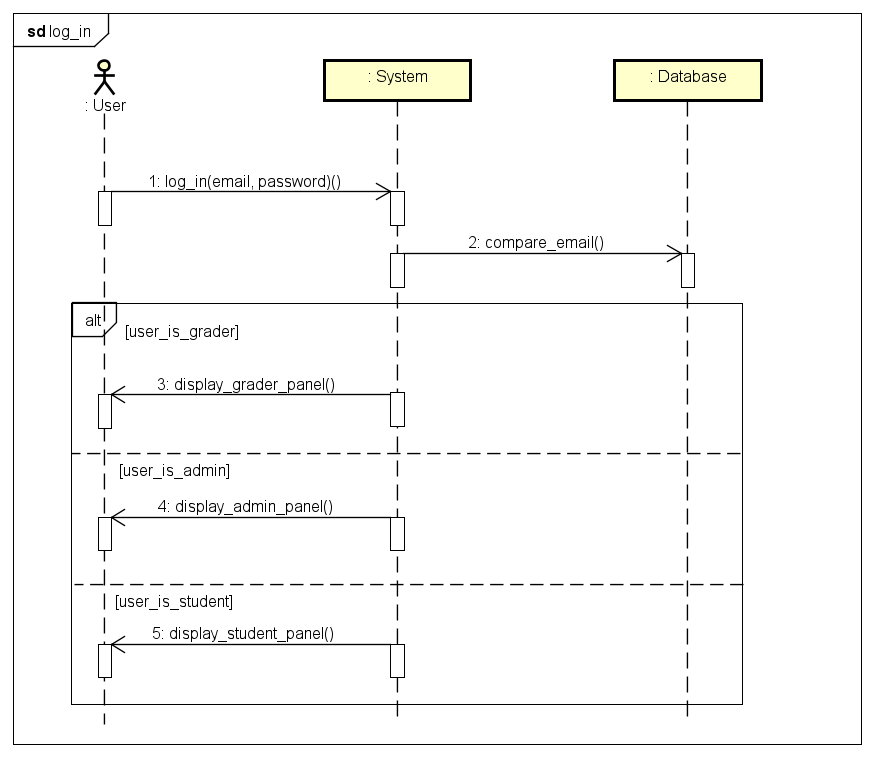 sd log_in
: User
: System
: Database
1: log_in(email, password)()
2: compare_email()
alt
[user_is_grader]
3: display_grader_panel()
[user_is_admin]
4: display_admin_panel()
[user_is_student]
5: display_student_panel()